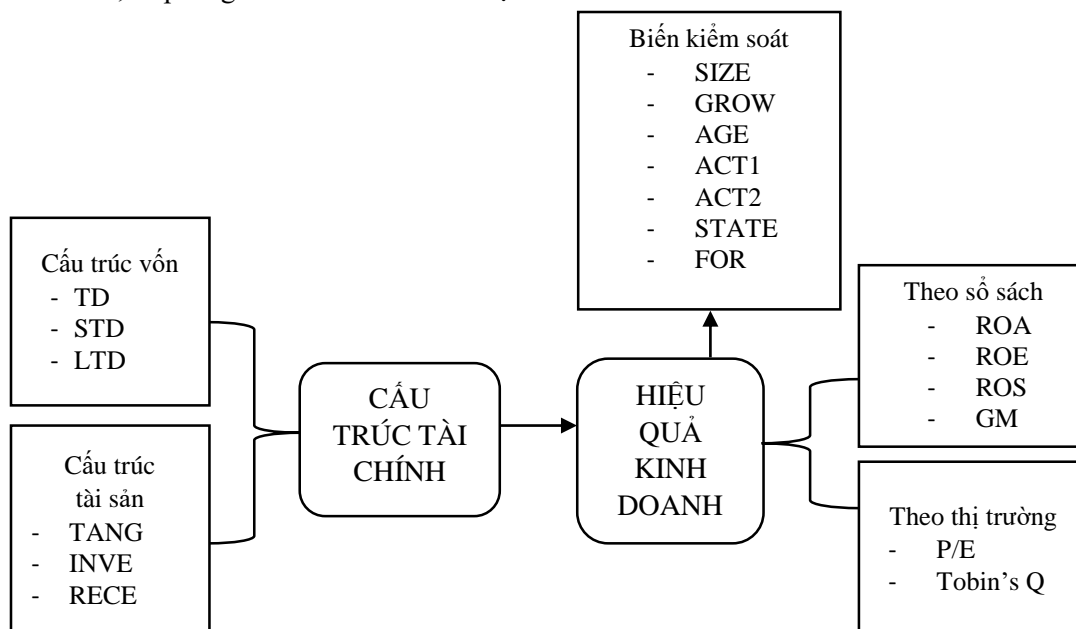 Biến kiểm soát
- SIZE
- GROW
- AGE
- ACT1
- ACT2
- STATE
- FOR
Cấu trúc vốn
- TD
- STD
- LTD
Cấu trúc
tài sản
- TANG
- INVE
- RECE
CẤU
TRÚC TÀI
CHÍNH
HIỆU
QUẢ
KINH
DOANH
Theo sổ sách
- ROA
- ROE
- ROS
- GM
Theo thị trường
- P/E
- Tobin’s Q